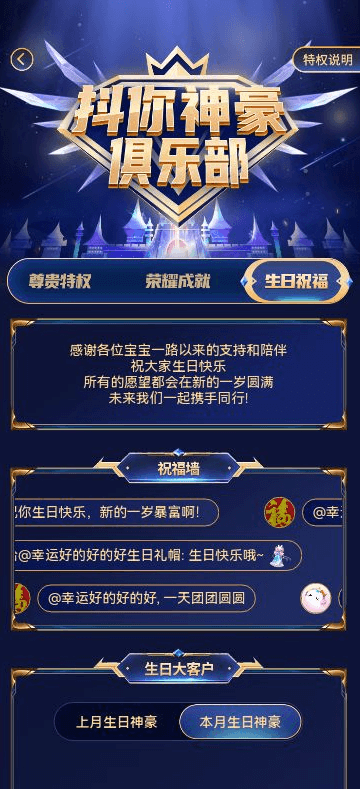 特权说明
抖你神豪
俱乐部
尊贵特权
荣耀成就
生日祝福
感谢各位宝宝一路以来的支持和陪伴
祝大家生日快乐
所有的愿望都会在新的一岁圆满
未来我们一起携手同行!
祝福墙
你生日快乐，新的一岁暴富啊!
福
@幸
@幸运好的好的好生日礼帽: 生日快乐哦~
@幸运好的好的好, 一天团团圆圆
生日大客户
上月生日神豪
本月生日神豪